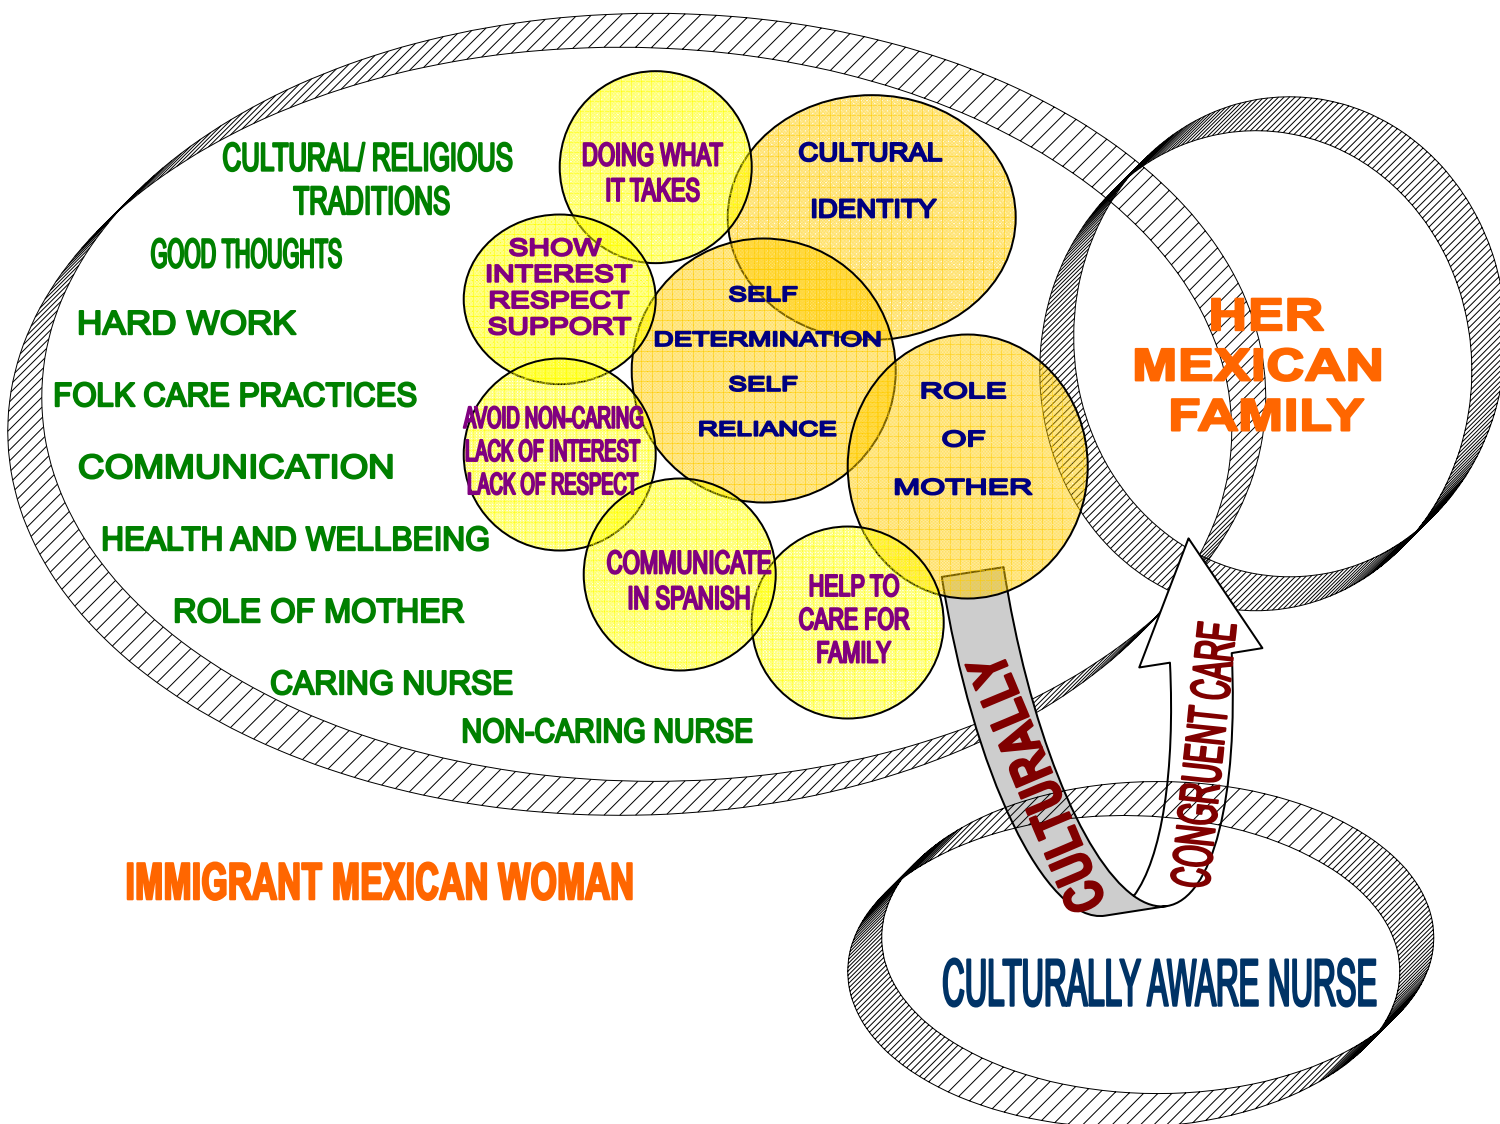 CULTURAL/ RELIGIOUS
TRADITIONS
GOOD THOUGHTS
HARD WORK
FOLK CARE PRACTICES
COMMUNICATION
HEALTH AND WELLBEING
ROLE OF MOTHER
CARING NURSE
NON-CARING NURSE
DOING WHAT
IT TAKES
SHOW
INTEREST
RESPECT
SUPPORT
AVOID NON-CARING
LACK OF INTEREST
LACK OF RESPECT
COMMUNICATE
IN SPANISH
HELP TO
CARE FOR
FAMILY
CULTURAL
IDENTITY
SELF
DETERMINATION
SELF
RELIANCE
ROLE
OF
MOTHER
HER
MEXICAN
FAMILY
CULTURALLY
CONGRUENT CARE
IMMIGRANT MEXICAN WOMAN
CULTURALLY AWARE NURSE